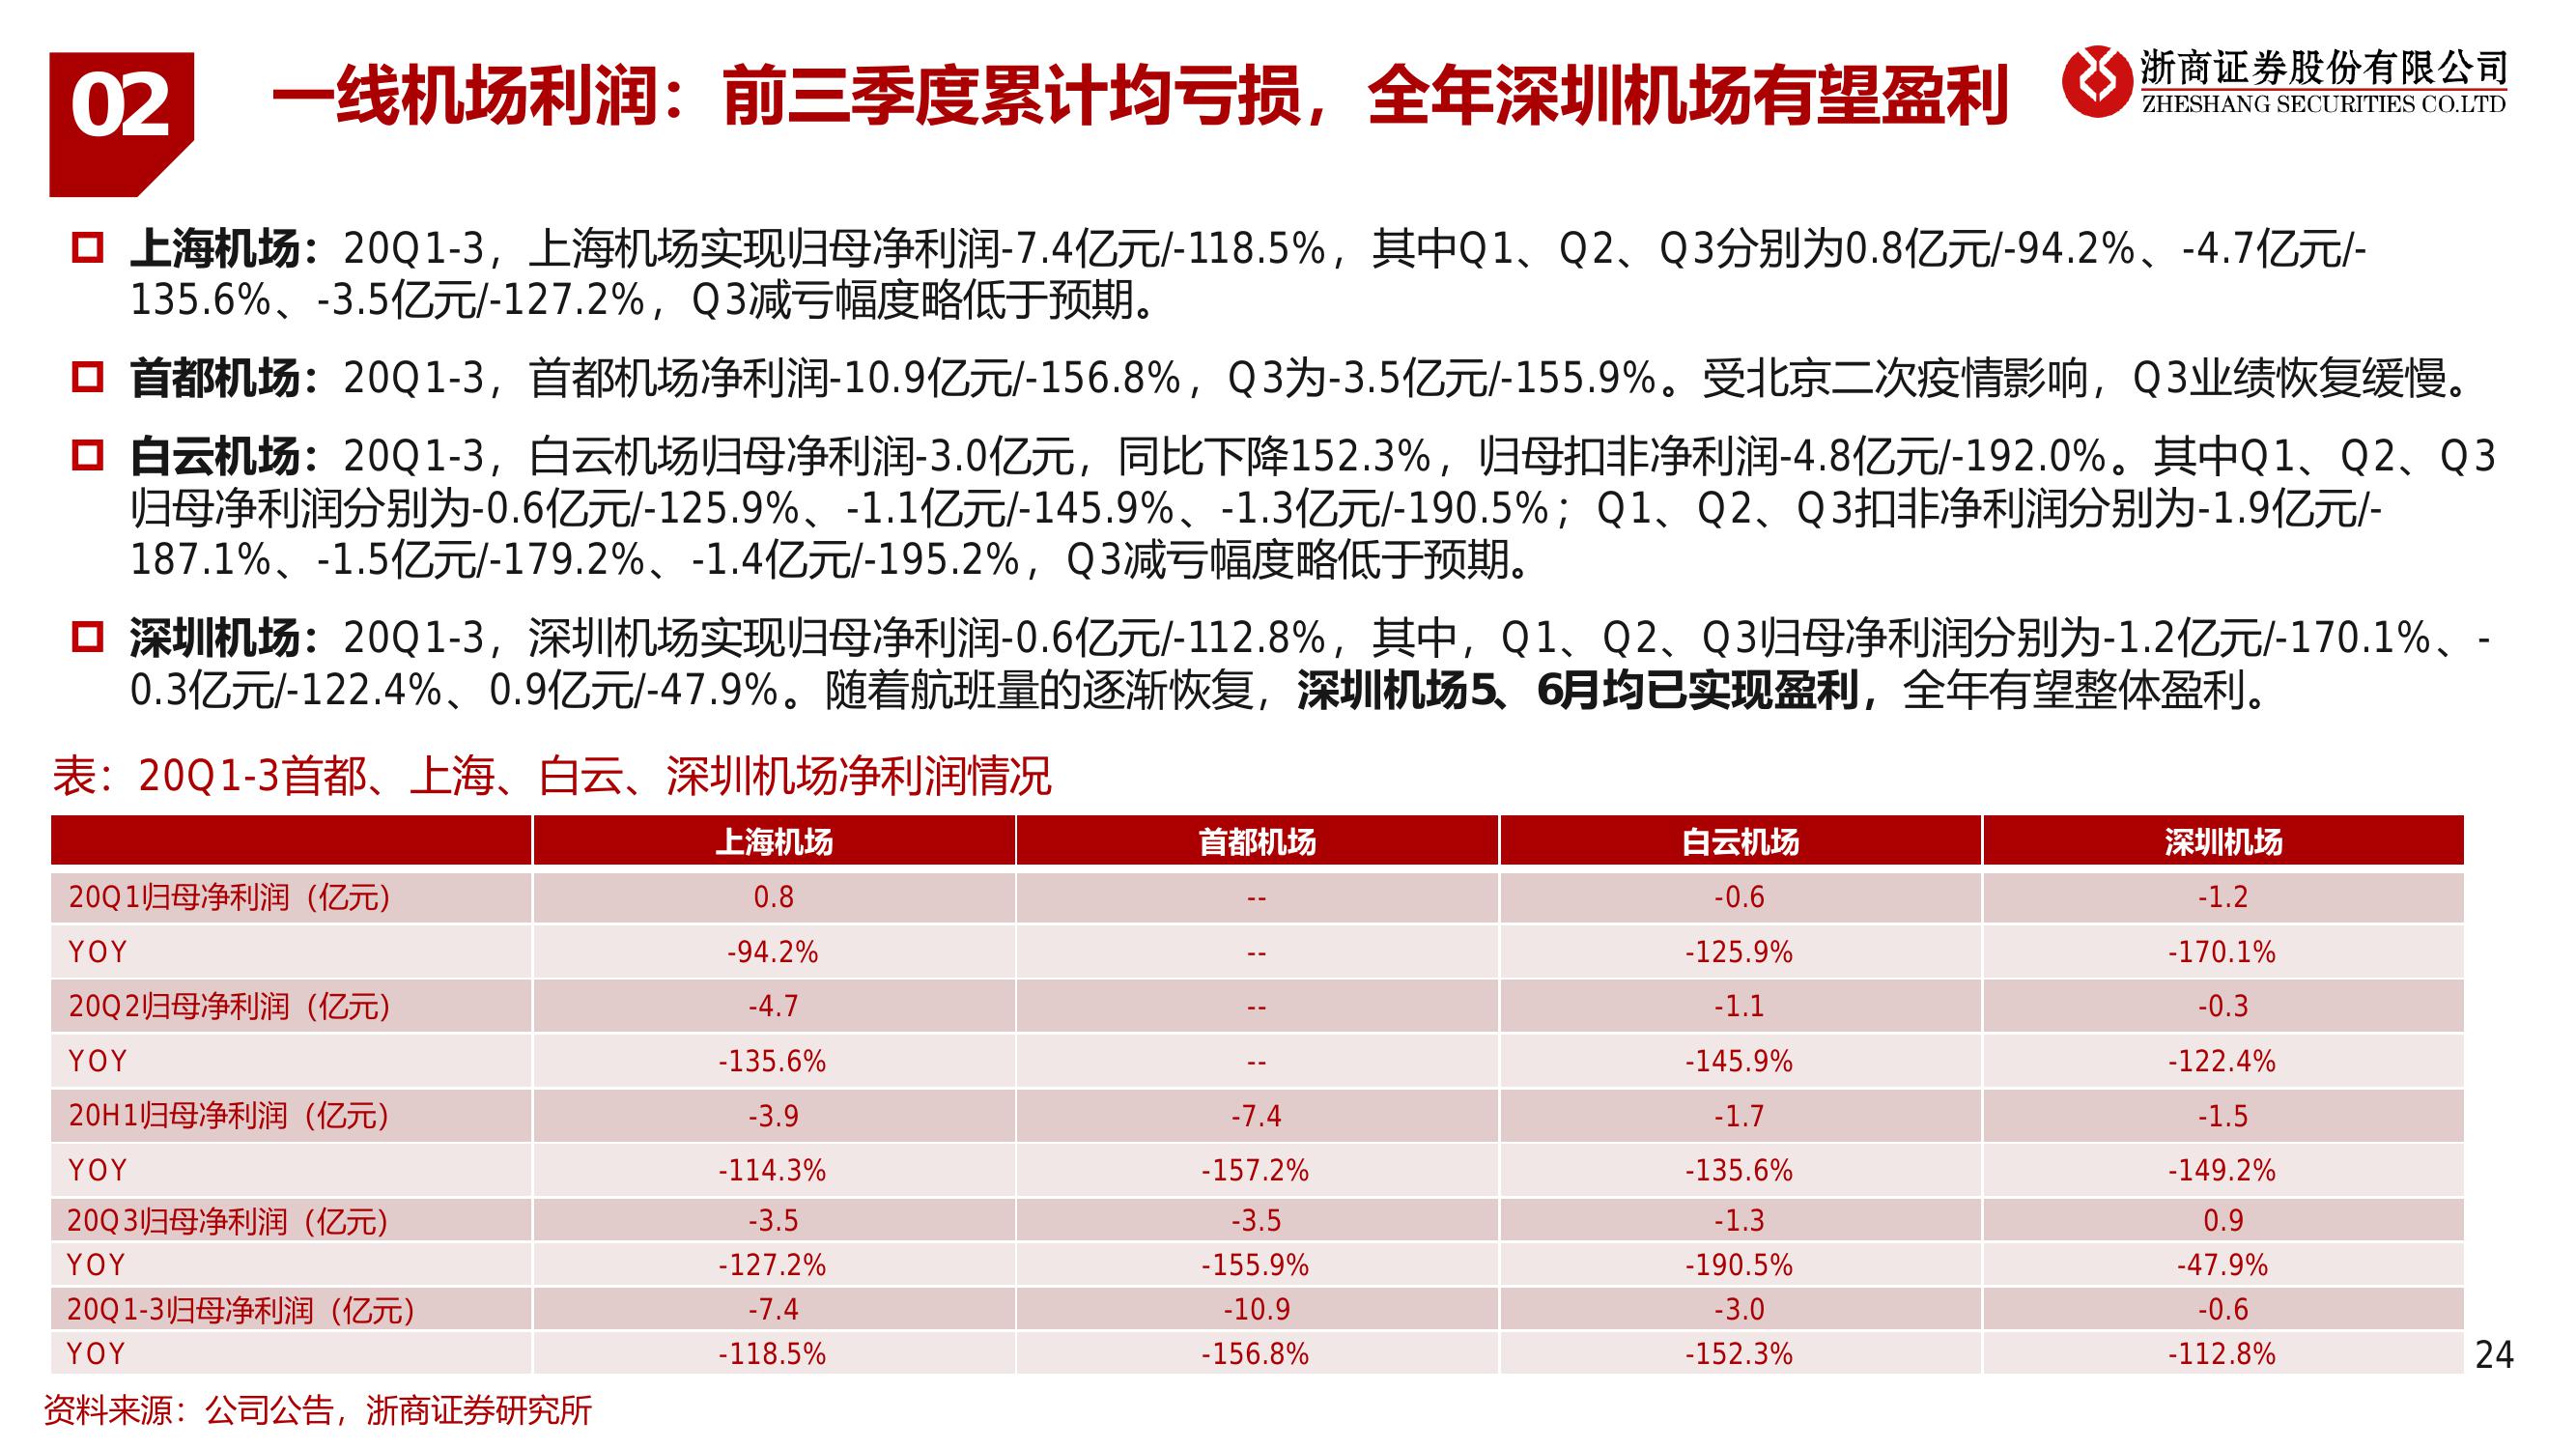 02
一线机场利润：前三季度累计均亏损，全年深圳机场有望盈利
浙商证券股份有限公司
ZHESHANG SECURITIES CO.LTD
上海机场：20Q1-3，上海机场实现归母净利润-7.4亿元/-118.5%，其中Q1、Q2、Q3分别为0.8亿元/-94.2%、-4.7亿元/-
135.6%、-3.5亿元/-127.2%，Q3减亏幅度略低于预期。
首都机场：20Q1-3，首都机场净利润-10.9亿元/-156.8%，Q3为-3.5亿元/-155.9%。受北京二次疫情影响，Q3业绩恢复缓慢。
白云机场：20Q1-3，白云机场归母净利润-3.0亿元，同比下降152.3%，归母扣非净利润-4.8亿元/-192.0%。其中Q1、Q2、Q3
归母净利润分别为-0.6亿元/-125.9%、-1.1亿元/-145.9%、-1.3亿元/-190.5%；Q1、Q2、Q3扣非净利润分别为-1.9亿元/-
187.1%、-1.5亿元/-179.2%、-1.4亿元/-195.2%，Q3减亏幅度略低于预期。
深圳机场：20Q1-3，深圳机场实现归母净利润-0.6亿元/-112.8%，其中，Q1、Q2、Q3归母净利润分别为-1.2亿元/-170.1%、-
0.3亿元/-122.4%、0.9亿元/-47.9%。随着航班量的逐渐恢复，深圳机场5、6月均已实现盈利，全年有望整体盈利。
表：20Q1-3首都、上海、白云、深圳机场净利润情况
上海机场 首都机场 白云机场 深圳机场
20Q1归母净利润（亿元） 0.8 -- -0.6 -1.2
YOY -94.2% -- -125.9% -170.1%
20Q2归母净利润（亿元） -4.7 -- -1.1 -0.3
YOY -135.6% -- -145.9% -122.4%
20H1归母净利润（亿元） -3.9 -7.4 -1.7 -1.5
YOY -114.3% -157.2% -135.6% -149.2%
20Q3归母净利润（亿元） -3.5 -3.5 -1.3 0.9
YOY -127.2% -155.9% -190.5% -47.9%
20Q1-3归母净利润（亿元） -7.4 -10.9 -3.0 -0.6
YOY -118.5% -156.8% -152.3% -112.8%
24
资料来源：公司公告，浙商证券研究所